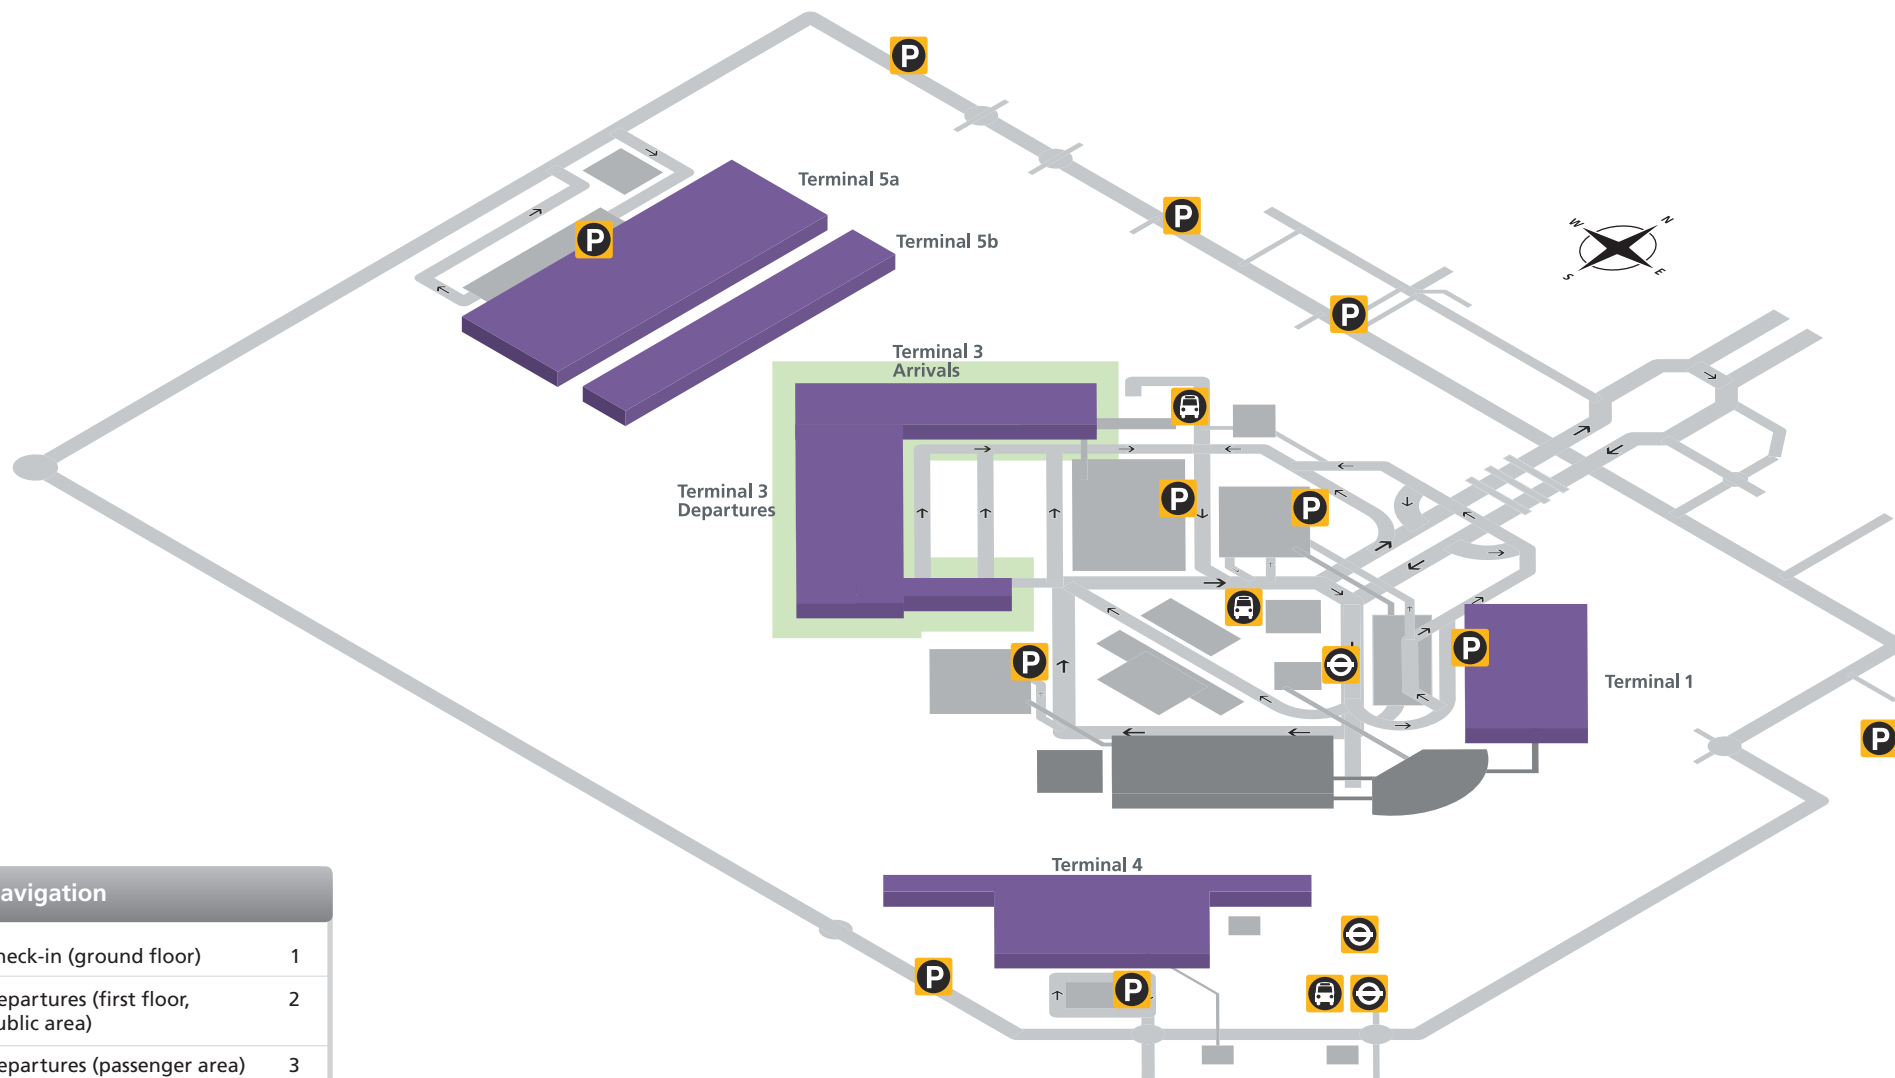 P
P
Terminal 5a
P
Terminal 5b
P
N
W
E
S
P
Terminal 3
Arrivals
Terminal 3
Departures
P
P
P
P
Terminal 1
P
Terminal 4
P
P
avigation
heck-in (ground floor) 1
epartures (first floor, 2
ublic area)
epartures (passenger area) 3